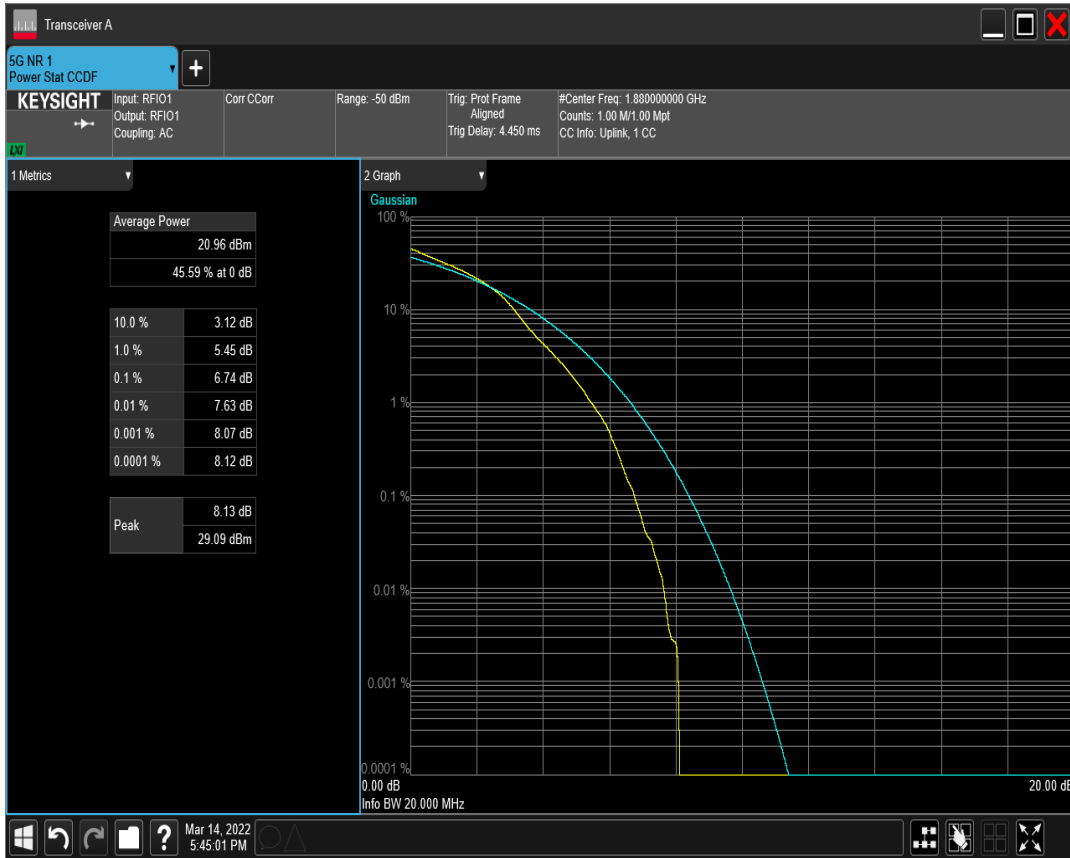 Transceiver A
5G NR 1
Power Stat CCDF
+
KEYSIGHT
LXI
Input: RFIO1
Output: RFIO1
Coupling: AC
Corr CCorr
Range: -50 dBm
Trig: Prot Frame
Aligned
Trig Delay: 4.450 ms
#Center Freq: 1.880000000 GHz
Counts: 1.00 M/1.00 Mpt
CC Info: Uplink, 1 CC
1 Metrics
Average Power
20.96 dBm
45.59 % at 0 dB
10.0 % 3.12 dB
1.0 % 5.45 dB
0.1 % 6.74 dB
0.01 % 7.63 dB
0.001 % 8.07 dB
0.0001 % 8.12 dB
Peak 8.13 dB
29.09 dBm
2 Graph
Gaussian
100 %
10 %
1 %
0.1 %
0.01 %
0.001 %
0.0001 %
0.00 dB 20.00 dB
Info BW 20.000 MHz
? Mar 14, 2022
5:45:01 PM